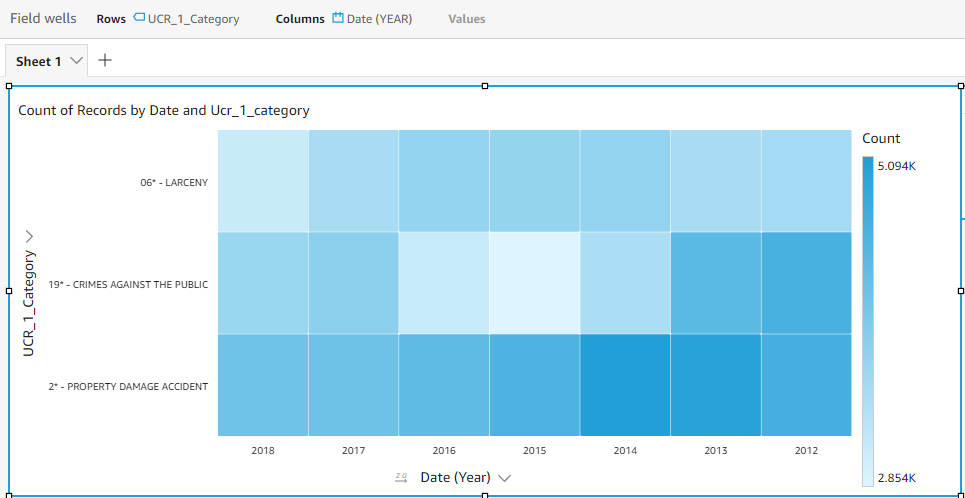 Field wells Rows UCR_1_Category Columns Date (YEAR) Values
Sheet 1
Count of Records by Date and Ucr_1_category
Count
5.094K
06* - LARCENY
19* - CRIMES AGAINST THE PUBLIC
2* - PROPERTY DAMAGE ACCIDENT
UCR_1_Category
2.854K
2018 2017 2016 2015 2014 2013 2012
Date (Year)